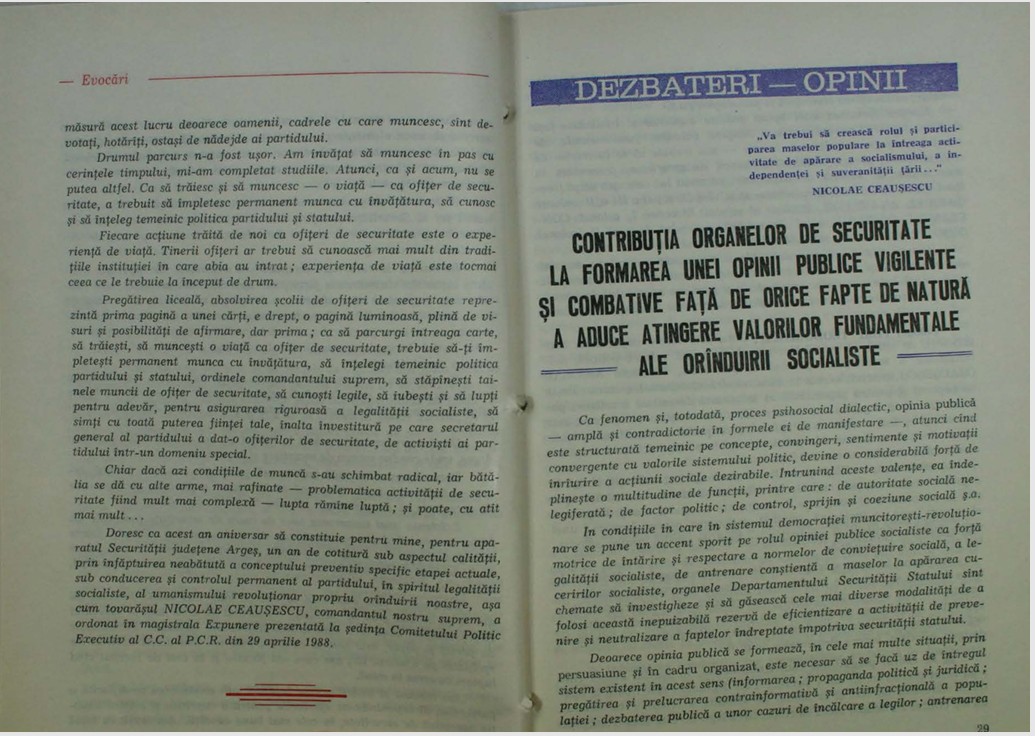 — Evocări
măsură acest lucru deoarece oamenii, cadrele cu care muncesc, sînt de-
votați, hotărîți, ostași de nădejde ai partidului.
Drumul parcurs n-a fost ușor. Am învățat să muncesc în pas cu
cerințele timpului, mi-am completat studiile. Atunci, ca și acum, nu se
putea altfel. Ca să trăiesc și să muncesc — o viață — ca ofițer de secu-
ritate, a trebuit să împletesc permanent munca cu învățătura, să cunosc
și să înțeleg temeinic politica partidului și statului.
Fiecare acțiune trăită de noi ca ofițeri de securitate este o expe-
riență de viață. Tinerii ofițeri ar trebui să cunoască mai mult din tradi-
țiile instituției în care abia au intrat ; experiența de viață este tocmai
ceea ce le trebuie la început de drum.
Pregătirea liceală, absolvirea școlii de ofițeri de securitate repre-
zintă prima pagină a unei cărți, e drept, o pagină luminoasă, plină de vi-
suri și posibilități de afirmare, dar prima ; ca să parcurgi întreaga carte,
să trăiești, să muncești o viață ca ofițer de securitate, trebuie să-ți îm-
pletești permanent munca cu învățătura, să înțelegi temeinic politica
partidului și statului, ordinele comandantului suprem, să stăpînești tai-
nele muncii de ofițer de securitate, să cunoști legile, să iubești și să lupți
pentru adevăr, pentru asigurarea riguroasă a legalității socialiste, să
simți cu toată puterea ființei tale, înalta învestitură pe care secretarul
general al partidului a dat-o ofițerilor de securitate, de activiști ai par-
tidului într-un domeniu special.
Chiar dacă azi condițiile de muncă s-au schimbat radical, iar bătă-
lia se dă cu alte arme, mai rafinate — problematica activității de secu-
ritate fiind mult mai complexă — lupta rămîne luptă ; și poate, cu atît
mai mult . . .
Doresc ca acest an aniversar să constituie pentru mine, pentru apa-
ratul Securității județene Argeș, un an de cotitură sub aspectul calității,
prin înfăptuirea neabătută a conceptului preventiv specific etapei actuale,
sub conducerea și controlul permanent al partidului, în spiritul legalității
socialiste, al umanismului revoluționar propriu orînduirii noastre, așa
cum tovarășul NICOLAE CEAUȘESCU, comandantul nostru suprem, a
ordonat în magistrala Expunere prezentată la ședința Comitetului Politic
Executiv al C.C. al P.C.R. din 29 aprilie 1988.
DEZBATERI — OPINII
„Va trebui să crească rolul și partici-
parea maselor populare la întreaga acti-
vitate de apărare a socialismului, a in-
dependenței și suveranității țării . . ."
NICOLAE CEAUȘESCU
CONTRIBUȚIA ORGANELOR DE SECURITATE
LA FORMAREA UNEI OPINII PUBLICE VIGILENTE
ȘI COMBATIVE FAȚĂ DE ORICE FAPTE DE NATURĂ
A ADUCE ATINGERE VALORILOR FUNDAMENTALE
ALE ORÎNDUIRII SOCIALISTE
Ca fenomen și, totodată, proces psihosocial dialectic, opinia publică
— amplă și contradictorie în formele ei de manifestare —, atunci cînd
este structurată temeinic pe concepte, convingeri, sentimente și motivații
convergente cu valorile sistemului politic, devine o considerabilă forță de
înrîurire a acțiunii sociale dezirabile. Întrunind aceste valențe, ea înde-
plinește o multitudine de funcții, printre care : de autoritate socială ne-
legiferată ; de factor politic ; de control, sprijin și coeziune socială ș.a.
În condițiile în care în sistemul democrației muncitorești-revoluțio-
nare se pune un accent sporit pe rolul opiniei publice socialiste ca forță
motrice de întărire și respectare a normelor de conviețuire socială, a le-
galității socialiste, de antrenare conștientă a maselor la apărarea cu-
ceririlor socialiste, organele Departamentului Securității Statului sînt
chemate să investigheze și să găsească cele mai diverse modalități de a
folosi această inepuizabilă rezervă de eficientizare a activității de preve-
nire și neutralizare a faptelor îndreptate împotriva securității statului.
Deoarece opinia publică se formează, în cele mai multe situații, prin
persuasiune și în cadru organizat, este necesar să se facă uz de întregul
sistem existent în acest sens (informarea ; propaganda politică și juridică ;
pregătirea și prelucrarea contrainformativă și antiinfracțională a popu-
lației ; dezbaterea publică a unor cazuri de încălcare a legilor ; antrenarea
29